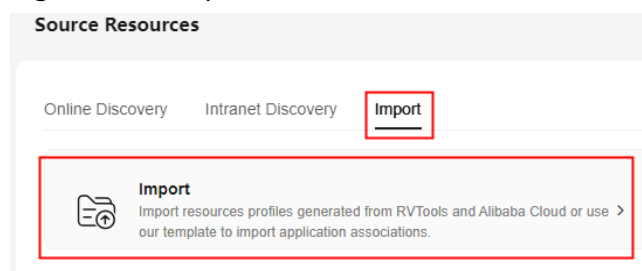 Source Resources
Online Discovery Intranet Discovery Import
Import
Import resources profiles generated from RVTools and Alibaba Cloud or use
our template to import application associations.